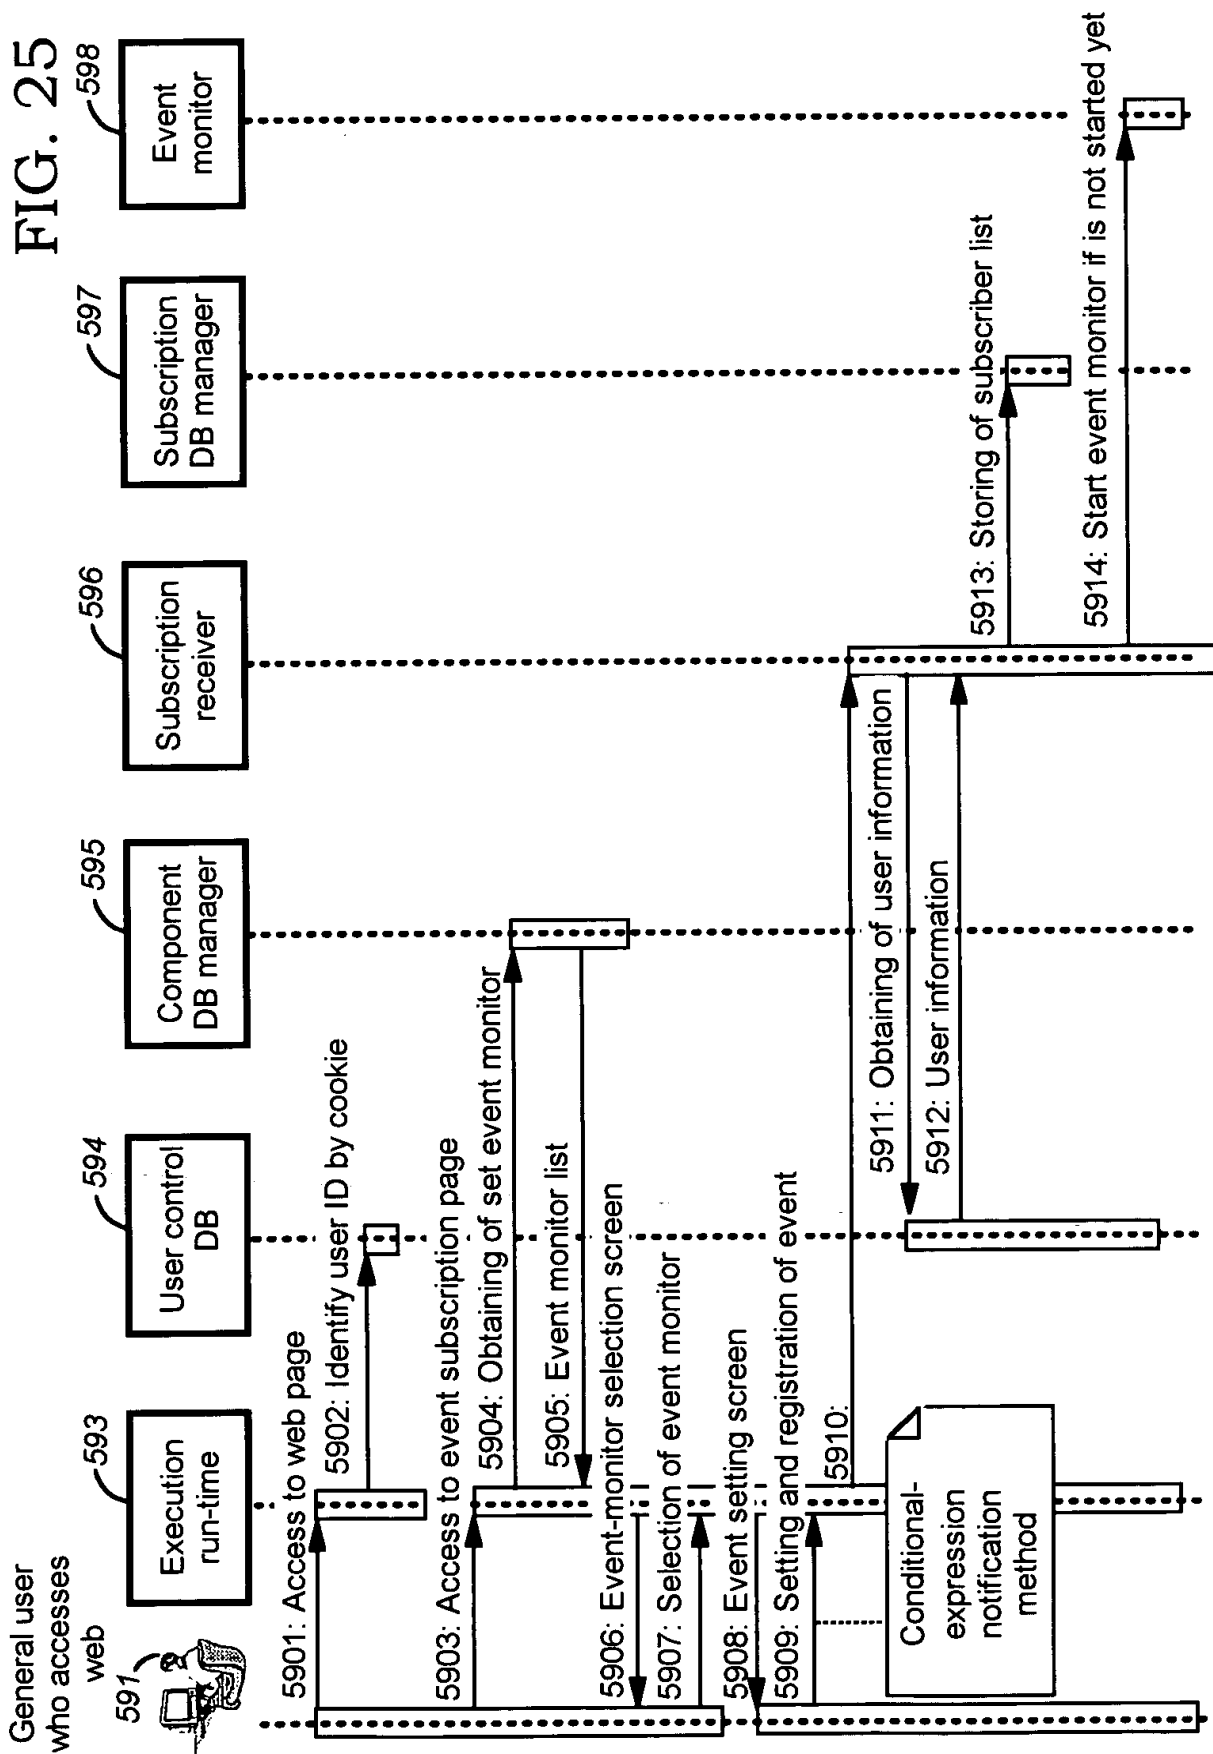 FIG. 25
General user
who accesses
web
591
593
Execution
run-time
594
User control
DB
595
Component
DB manager
596
Subscription
receiver
597
Subscription
DB manager
598
Event
monitor
5901: Access to web page
5902: Identify user ID by cookie
5903: Access to event subscription page
5904: Obtaining of set event monitor
5905: Event monitor list
5906: Event-monitor selection screen
5907: Selection of event monitor
5908: Event setting screen
5909: Setting and registration of event
5910:
Conditional-
expression
notification
method
5911: Obtaining of user information
5912: User information
5913: Storing of subscriber list
5914: Start event monitor if is not started yet